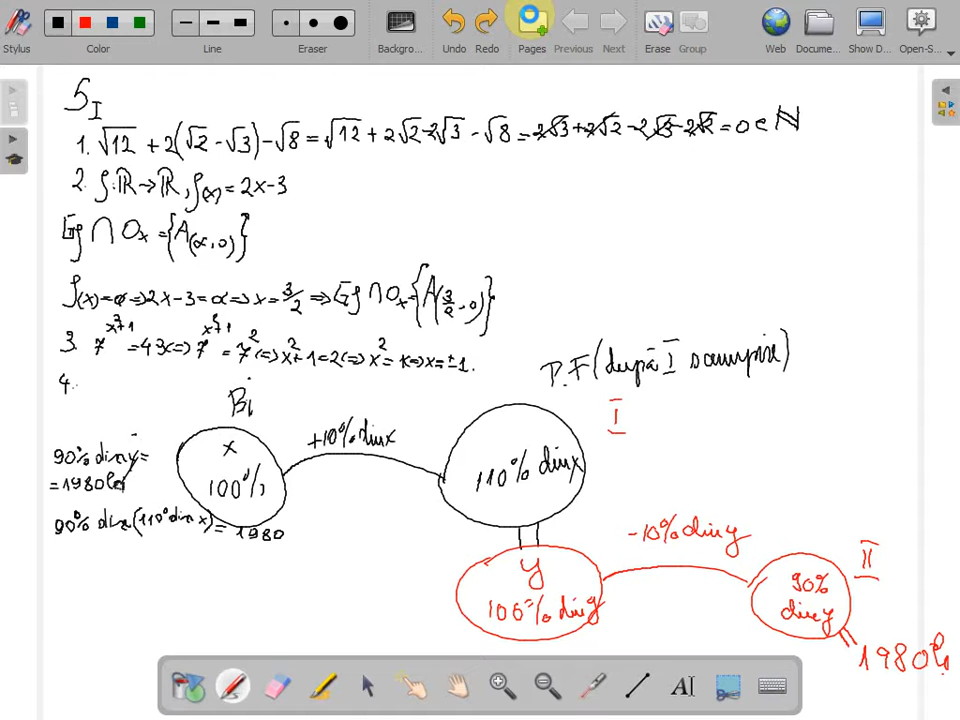 Stylus
Color
Line
Eraser
Backgro...
Undo
Redo
Pages
Previous
Next
Erase
Group
Web
Docume...
Show D...
Open-S...
S_I
1. √12 + 2(√2 - √3) - √8 = √12 + 2√2 - 2√3 - √8 = 2√3 + 2√2 - 2√3 - 2√2 = 0 ∈ ℕ
2. f: ℝ → ℝ, f(x) = 2x - 3
Gf ∩ Ox = {A(α, 0)}
f(x) = 0 ⇒ 2x - 3 = 0 ⇒ x = 3/2 ⇒ Gf ∩ Ox = {A(3/2, 0)}
3. 7^(x²+1) = 43 ⇔ 7^(x²+1) = 7² ⇔ x² + 1 = 2 ⇔ x² = 1 ⇔ x = ±1.
4.
Pi
P.F (după I scumpire)
I
x
100%
+10% din x
110% din x
90% din y =
= 1980 lei
90% din (110% din x) = 1980
y
100% din y
-10% din y
II
90%
din y
1980 lei